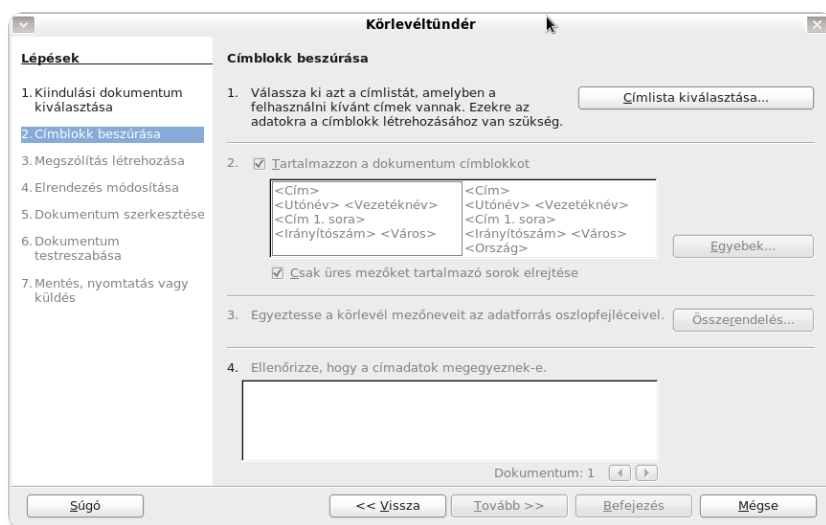 Körlevéltündér
Lépések
1. Kiindulási dokumentum
kiválasztása
2. Címblokk beszúrása
3. Megszólítás létrehozása
4. Elrendezés módosítása
5. Dokumentum szerkesztése
6. Dokumentum
testreszabása
7. Mentés, nyomtatás vagy
küldés
Címblokk beszúrása
1. Válassza ki azt a címlistát, amelyben a
felhasználni kívánt címek vannak. Ezekre az
adatokra a címblokk létrehozásához van szükség.
Címlista kiválasztása...
2. Tartalmazzon a dokumentum címblokkot
<Cím>
<Utónév> <Vezetéknév>
<Cím 1. sora>
<Irányítószám> <Város>
<Cím>
<Utónév> <Vezetéknév>
<Cím 1. sora>
<Irányítószám> <Város>
<Ország>
Egyebek...
Csak üres mezőket tartalmazó sorok elrejtése
3. Egyeztesse a körlevél mezőneveit az adatforrás oszlopfejléceivel.
Összerendelés...
4. Ellenőrizze, hogy a címadatok megegyeznek-e.
Dokumentum: 1
Súgó
<< Vissza
Tovább >>
Befejezés
Mégse